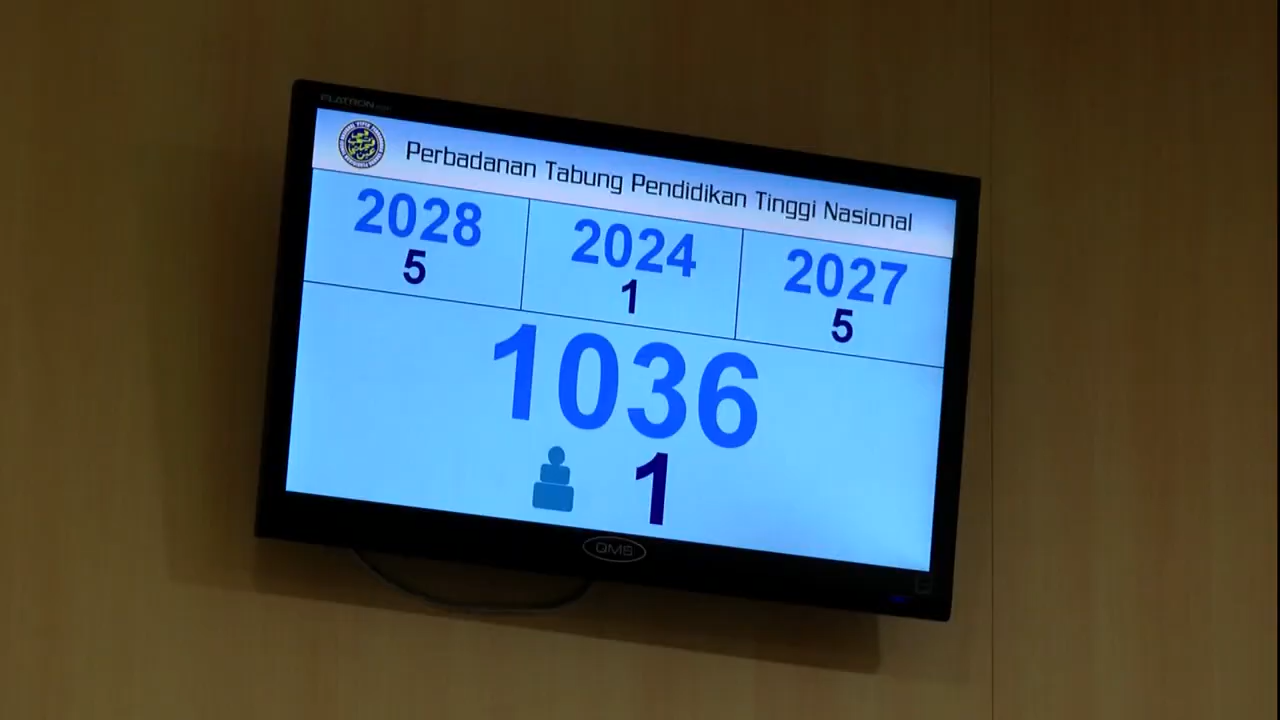 FLATRON
Perbadanan Tabung Pendidikan Tinggi Nasional
2028 2024 2027
5 1 5
1036
1
QMS